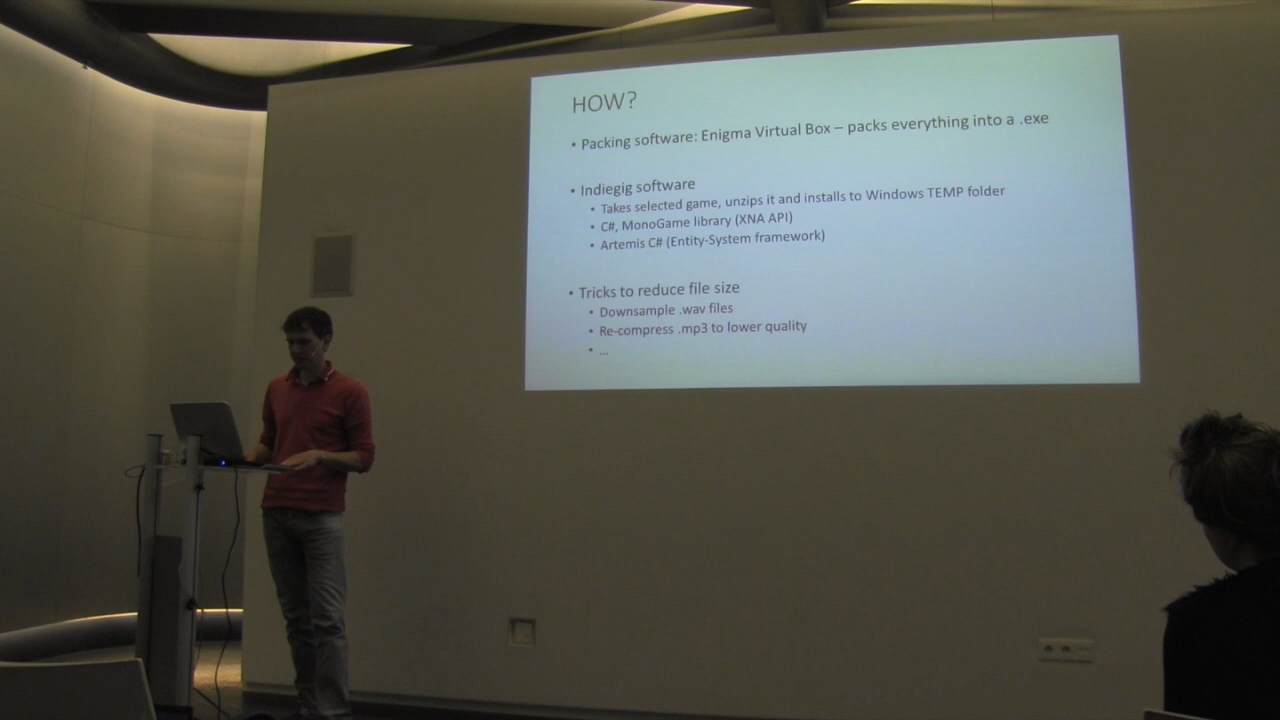 HOW?
• Packing software: Enigma Virtual Box – packs everything into a .exe
• Indiegig software
• Takes selected game, unzips it and installs to Windows TEMP folder
• C#, MonoGame library (XNA API)
• Artemis C# (Entity-System framework)
• Tricks to reduce file size
• Downsample .wav files
• Re-compress .mp3 to lower quality
• ...